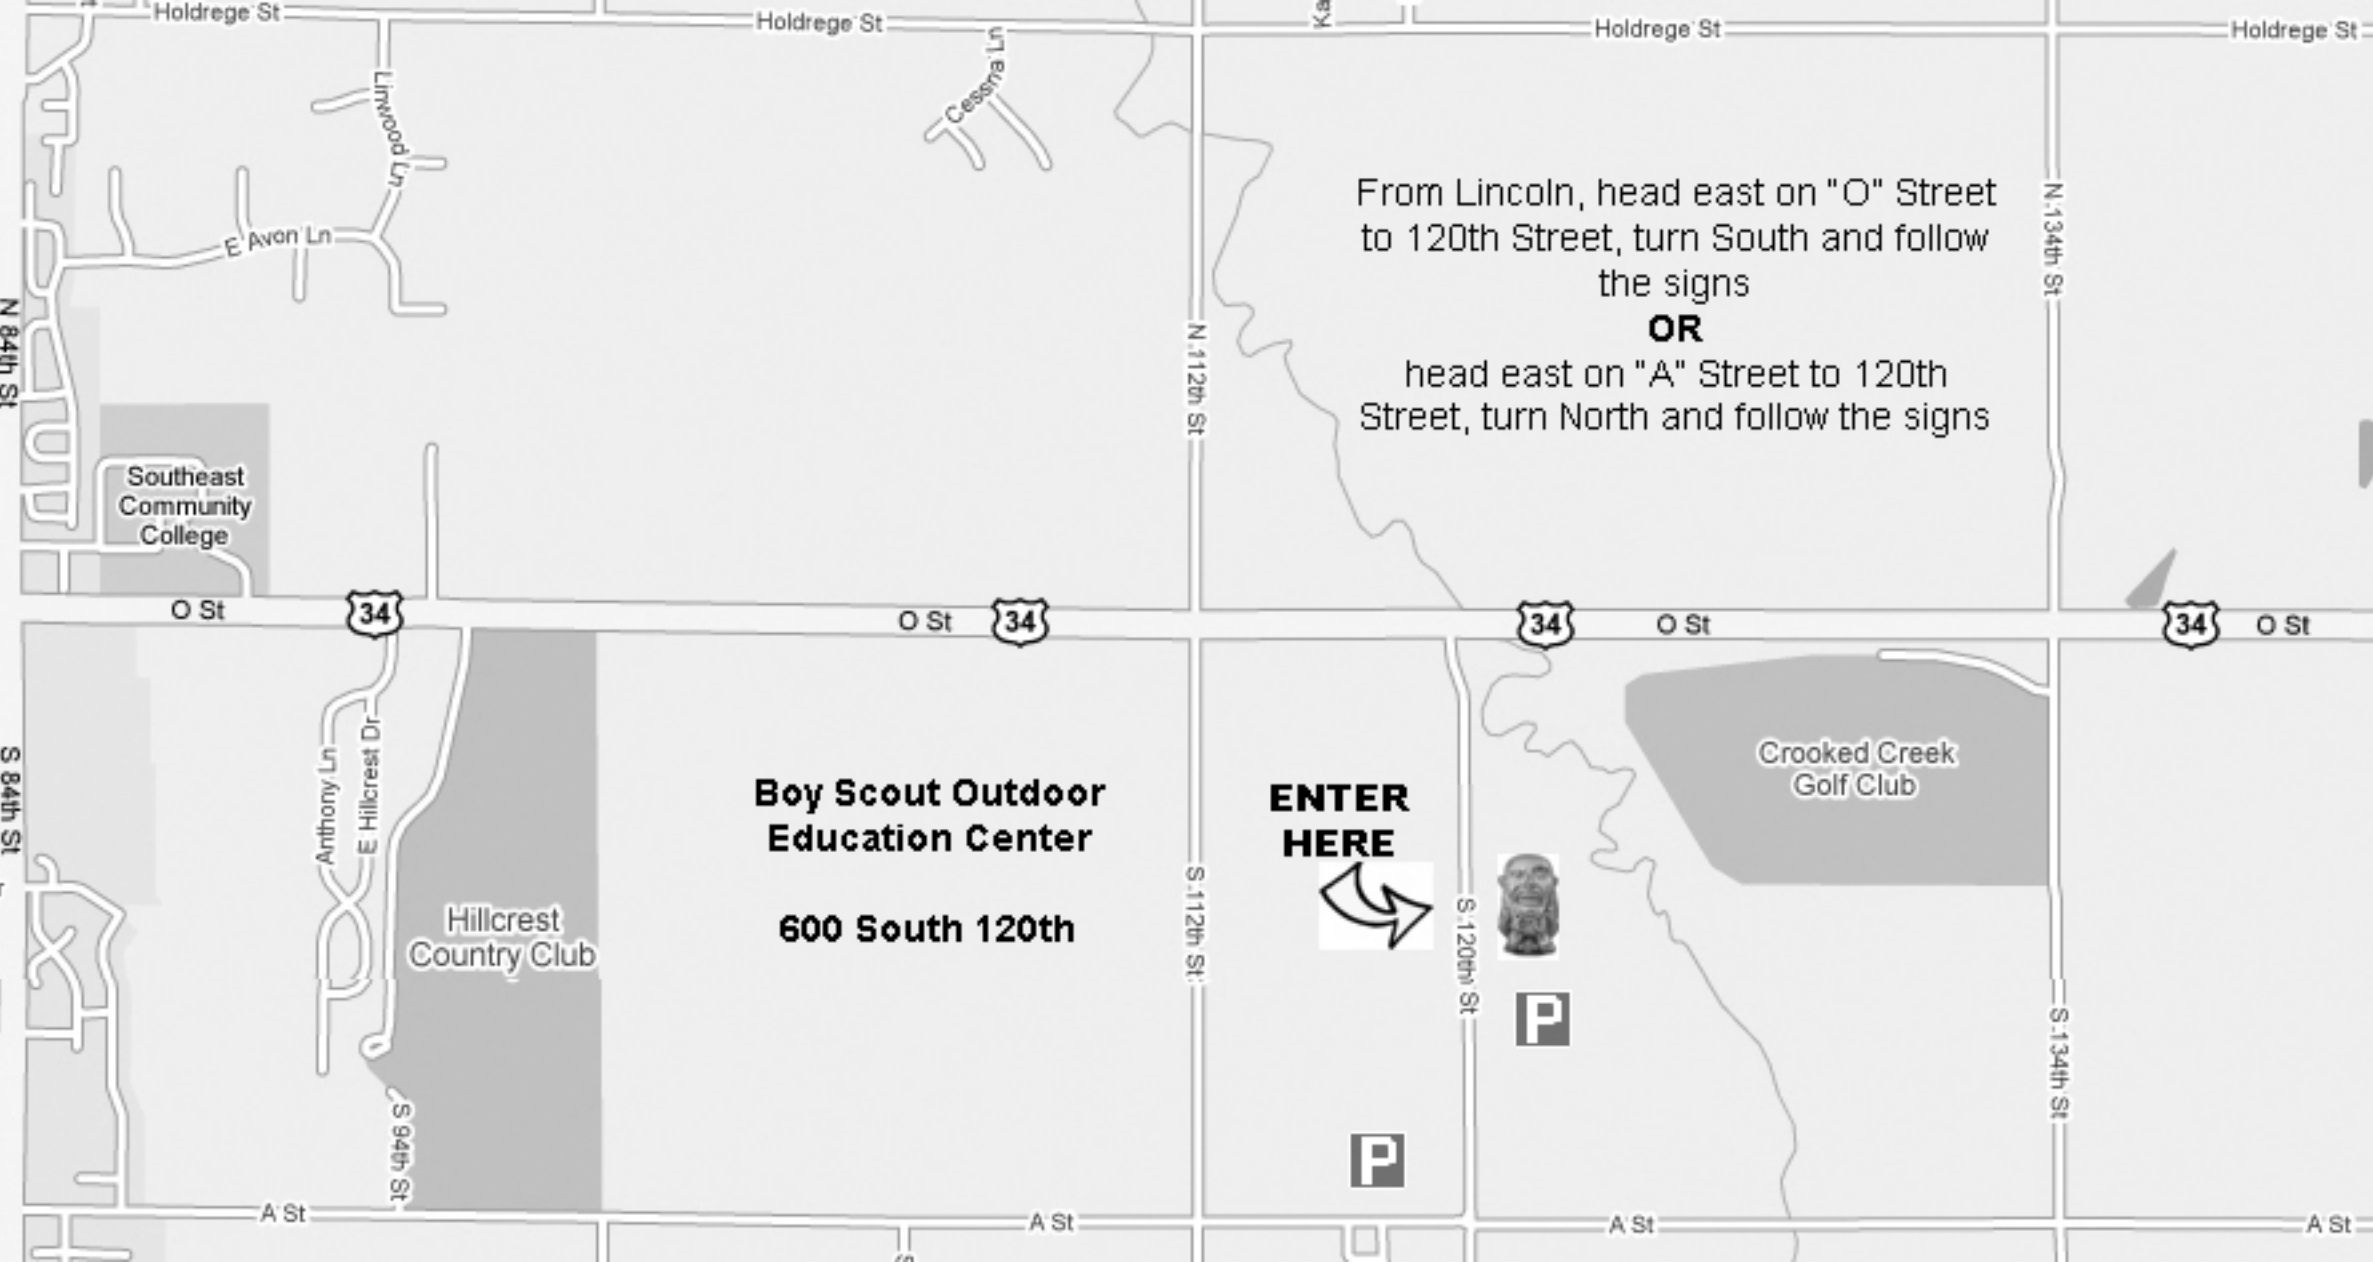 Holdrege St
Holdrege St
Holdrege St
Holdrege St
Linwood Ln
Cessna Ln
E Avon Ln
N 84th St
N 112th St
N 134th St
From Lincoln, head east on "O" Street
to 120th Street, turn South and follow
the signs
OR
head east on "A" Street to 120th
Street, turn North and follow the signs
Southeast
Community
College
O St
34
O St
34
34
O St
34
O St
S 84th St
Anthony Ln
E Hillcrest Dr
Hillcrest
Country Club
Boy Scout Outdoor
Education Center
600 South 120th
S 112th St
ENTER
HERE
S 120th St
P
P
Crooked Creek
Golf Club
S 134th St
S 94th St
A St
A St
A St
A St